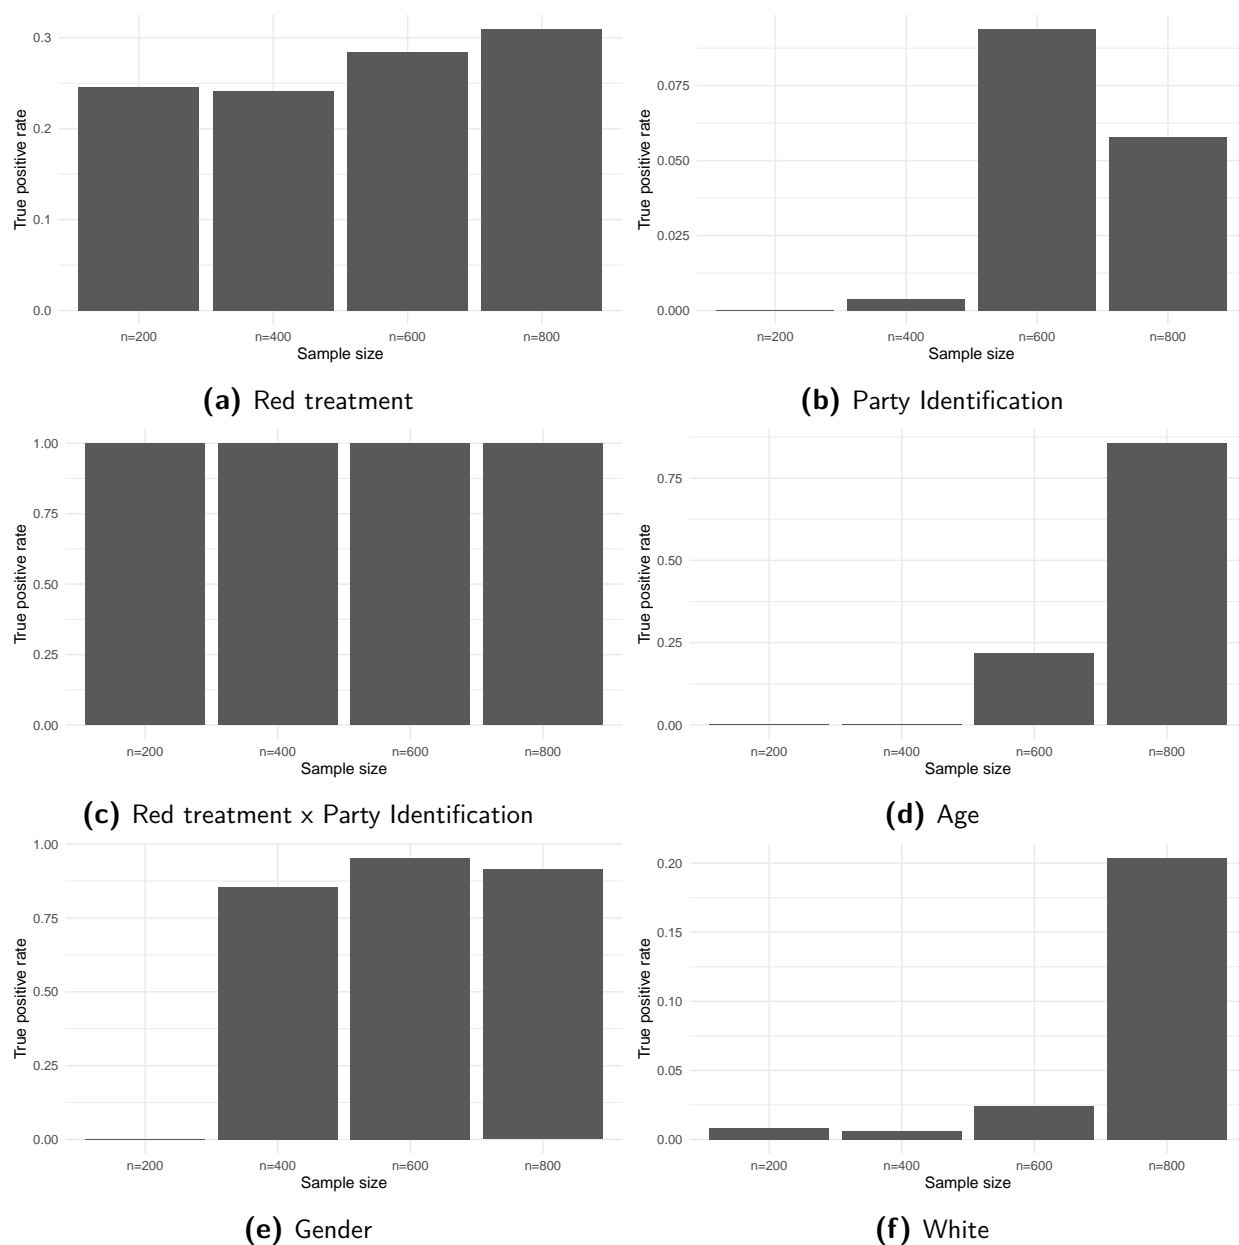 True positive rate
0.3
0.2
0.1
0.0
n=200 n=400 n=600 n=800
Sample size
(a) Red treatment
True positive rate
0.075
0.050
0.025
0.000
n=200 n=400 n=600 n=800
Sample size
(b) Party Identification
True positive rate
1.00
0.75
0.50
0.25
0.00
n=200 n=400 n=600 n=800
Sample size
(c) Red treatment x Party Identification
True positive rate
0.75
0.50
0.25
0.00
n=200 n=400 n=600 n=800
Sample size
(d) Age
True positive rate
1.00
0.75
0.50
0.25
0.00
n=200 n=400 n=600 n=800
Sample size
(e) Gender
True positive rate
0.20
0.15
0.10
0.05
0.00
n=200 n=400 n=600 n=800
Sample size
(f) White